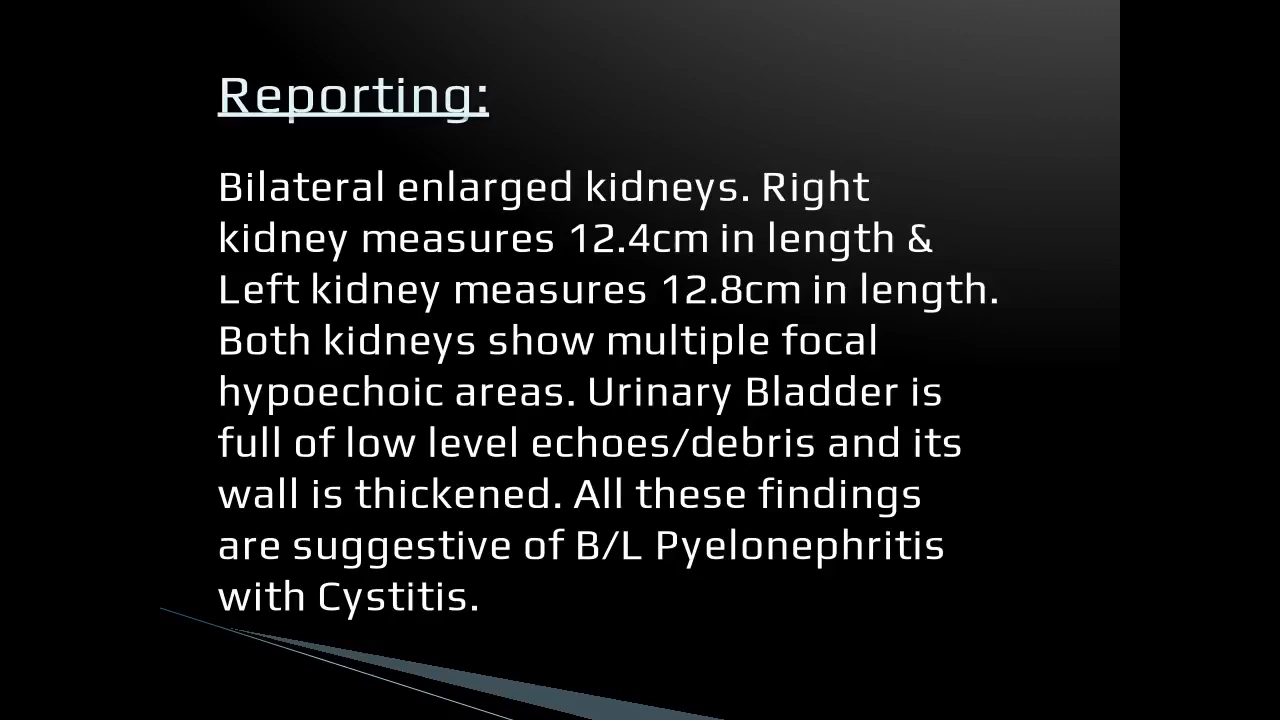 Reporting:
Bilateral enlarged kidneys. Right
kidney measures 12.4cm in length &
Left kidney measures 12.8cm in length.
Both kidneys show multiple focal
hypoechoic areas. Urinary Bladder is
full of low level echoes/debris and its
wall is thickened. All these findings
are suggestive of B/L Pyelonephritis
with Cystitis.